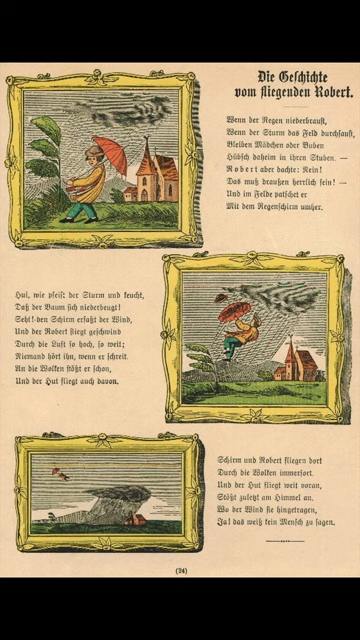 Die Geschichte
vom fliegenden Robert.
Wenn der Regen niederbraust,
Wenn der Sturm das Feld durchsaust,
Bleiben Mädchen oder Buben
Hübsch daheim in ihren Stuben. —
Robert aber dachte: Nein!
Das muß draußen herrlich sein! —
Und im Felde patschet er
Mit dem Regenschirm umher.
Hui, wie pfeift der Sturm und keucht,
Daß der Baum sich niederbeugt!
Seht! den Schirm erfaßt der Wind,
Und der Robert fliegt geschwind
Durch die Luft so hoch, so weit;
Niemand hört ihn, wenn er schreit.
An die Wolken stößt er schon,
Und der Hut fliegt auch davon.
Schirm und Robert fliegen dort
Durch die Wolken immerfort.
Und der Hut fliegt weit voran,
Stößt zuletzt am Himmel an.
Wo der Wind sie hingetragen,
Ja! das weiß kein Mensch zu sagen.
(24)